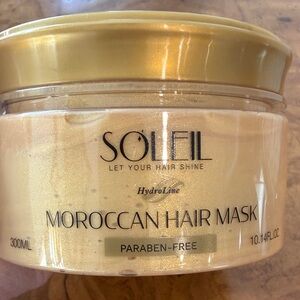 SOLEIL
LET YOUR HAIR SHINE
HydroLine
MOROCCAN HAIR MASK
300ML
PARABEN-FREE
10.14FL.OZ